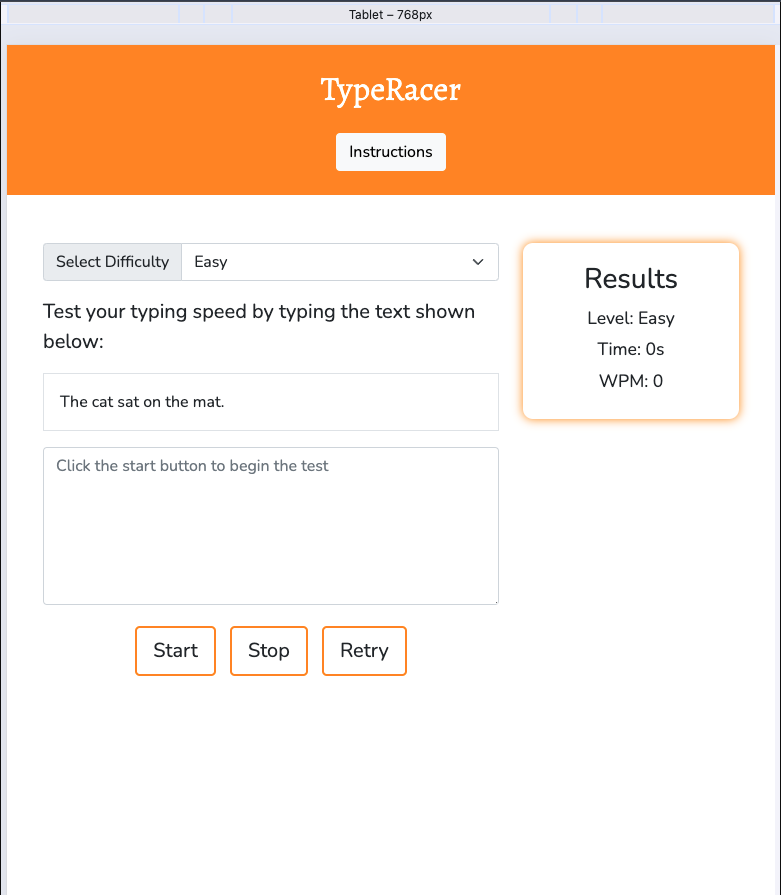 Tablet – 768px
TypeRacer
Instructions
Select Difficulty
Easy
Test your typing speed by typing the text shown
below:
The cat sat on the mat.
Click the start button to begin the test
Start
Stop
Retry
Results
Level: Easy
Time: 0s
WPM: 0